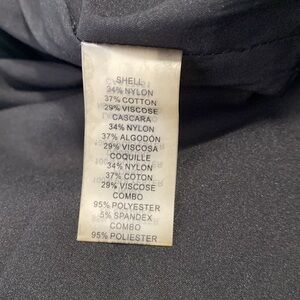 SHELL
34% NYLON
37% COTTON
29% VISCOSE
CASCARA
34% NYLON
37% ALGODÓN
29% VISCOSA
COQUILLE
34% NYLON
37% COTON
29% VISCOSE
COMBO
95% POLYESTER
5% SPANDEX
COMBO
95% POLIESTER